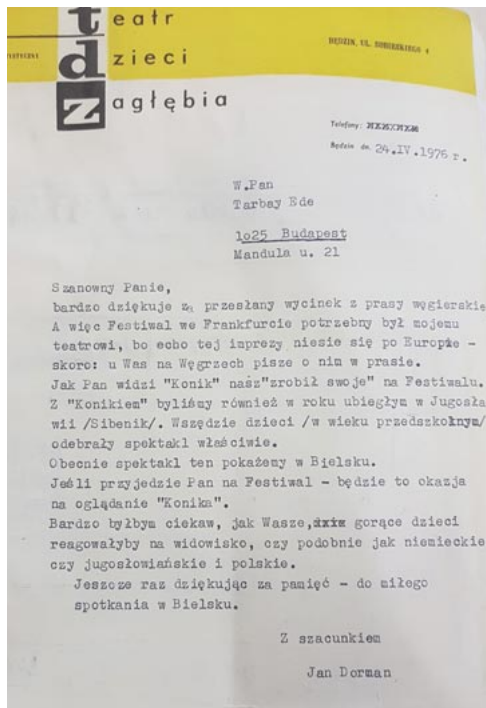 teatr
dzieci
zagłębia
BĘDZIN, UL. SOBIESKIEGO 4
Telefony:
Będzin dn. 24.IV.1976 r.
W.Pan
Tarbay Ede
1o25 Budapest
Mandula u. 21
Szanowny Panie,
bardzo dziękuje za przesłany wycinek z prasy węgierskie
A więc Festiwal we Frankfurcie potrzebny był mojemu
teatrowi, bo echo tej imprezy niesie się po Europie -
skoro: u Was na Węgrzech pisze o nim w prasie.
Jak Pan widzi "Konik" nasz"zrobił swoje" na Festiwalu.
Z "Konikiem" byliśmy również w roku ubiegłym w Jugosła
wii /Sibenik/. Wszędzie dzieci /w wieku przedszkolnym/
odebrały spektakl właściwie.
Obecnie spektakl ten pokażemy w Bielsku.
Jeśli przyjedzie Pan na Festiwal - będzie to okazja
na oglądanie "Konika".
Bardzo byłbym ciekaw, jak Wasze, gorące dzieci
reagowałyby na widowisko, czy podobnie jak niemieckie
czy jugosłowiańskie i polskie.
Jeszcze raz dziękując za pamięć - do miłego
spotkania w Bielsku.
Z szacunkiem
Jan Dorman